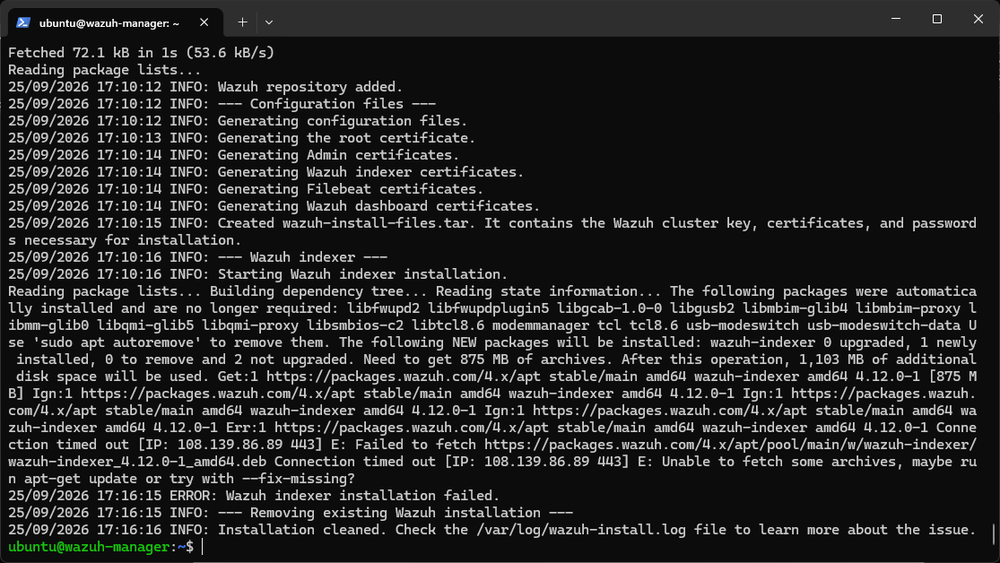 ubuntu@wazuh-manager: ~
Fetched 72.1 kB in 1s (53.6 kB/s)
Reading package lists...
25/09/2026 17:10:12 INFO: Wazuh repository added.
25/09/2026 17:10:12 INFO: --- Configuration files ---
25/09/2026 17:10:12 INFO: Generating configuration files.
25/09/2026 17:10:13 INFO: Generating the root certificate.
25/09/2026 17:10:14 INFO: Generating Admin certificates.
25/09/2026 17:10:14 INFO: Generating Wazuh indexer certificates.
25/09/2026 17:10:14 INFO: Generating Filebeat certificates.
25/09/2026 17:10:14 INFO: Generating Wazuh dashboard certificates.
25/09/2026 17:10:15 INFO: Created wazuh-install-files.tar. It contains the Wazuh cluster key, certificates, and password
s necessary for installation.
25/09/2026 17:10:16 INFO: --- Wazuh indexer ---
25/09/2026 17:10:16 INFO: Starting Wazuh indexer installation.
Reading package lists... Building dependency tree... Reading state information... The following packages were automatica
lly installed and are no longer required: libfwupd2 libfwupdplugin5 libgcab-1.0-0 libgusb2 libmbim-glib4 libmbim-proxy l
ibmm-glib0 libqmi-glib5 libqmi-proxy libsmbios-c2 libtcl8.6 modemmanager tcl tcl8.6 usb-modeswitch usb-modeswitch-data U
se 'sudo apt autoremove' to remove them. The following NEW packages will be installed: wazuh-indexer 0 upgraded, 1 newly
 installed, 0 to remove and 2 not upgraded. Need to get 875 MB of archives. After this operation, 1,103 MB of additional
 disk space will be used. Get:1 https://packages.wazuh.com/4.x/apt stable/main amd64 wazuh-indexer amd64 4.12.0-1 [875 M
B] Ign:1 https://packages.wazuh.com/4.x/apt stable/main amd64 wazuh-indexer amd64 4.12.0-1 Ign:1 https://packages.wazuh.
com/4.x/apt stable/main amd64 wazuh-indexer amd64 4.12.0-1 Ign:1 https://packages.wazuh.com/4.x/apt stable/main amd64 wa
zuh-indexer amd64 4.12.0-1 Err:1 https://packages.wazuh.com/4.x/apt stable/main amd64 wazuh-indexer amd64 4.12.0-1 Conne
ction timed out [IP: 108.139.86.89 443] E: Failed to fetch https://packages.wazuh.com/4.x/apt/pool/main/w/wazuh-indexer/
wazuh-indexer_4.12.0-1_amd64.deb Connection timed out [IP: 108.139.86.89 443] E: Unable to fetch some archives, maybe ru
n apt-get update or try with --fix-missing?
25/09/2026 17:16:15 ERROR: Wazuh indexer installation failed.
25/09/2026 17:16:15 INFO: --- Removing existing Wazuh installation ---
25/09/2026 17:16:16 INFO: Installation cleaned. Check the /var/log/wazuh-install.log file to learn more about the issue.
ubuntu@wazuh-manager:~$